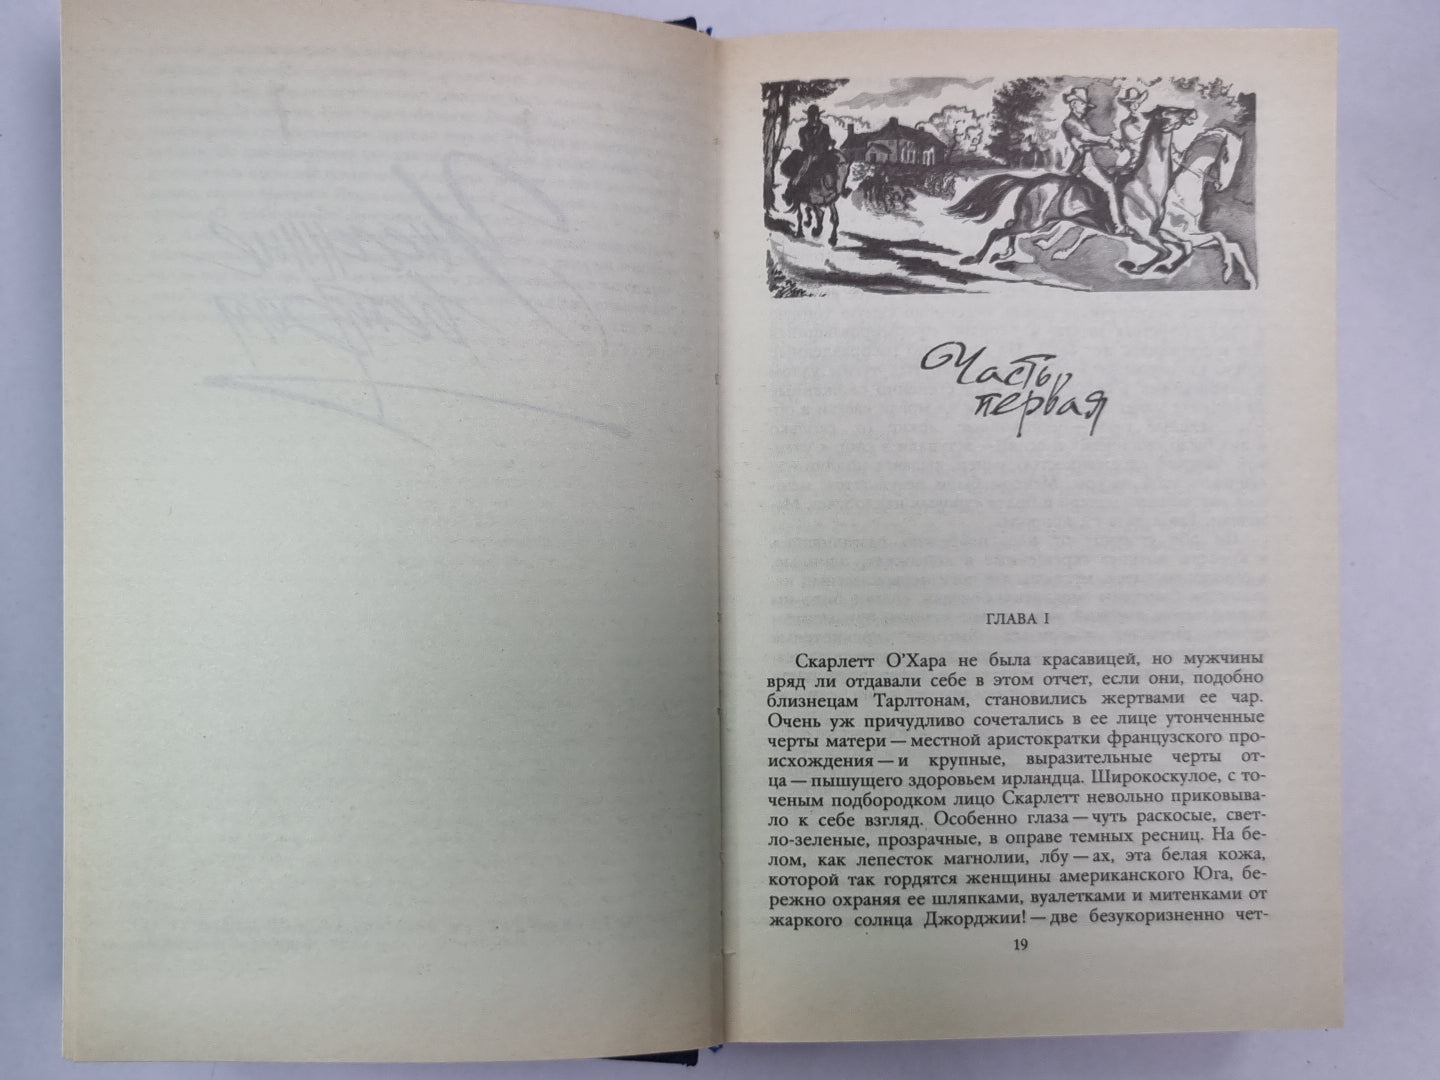 Часть
первая
ГЛАВА I
Скарлетт О’Хара не была красавицей, но мужчины
вряд ли отдавали себе в этом отчет, если они, подобно
близнецам Тарлтонам, становились жертвами ее чар.
Очень уж причудливо сочетались в ее лице утонченные
черты матери — местной аристократки французского про-
исхождения — и крупные, выразительные черты от-
ца — пышущего здоровьем ирландца. Широкоскулое, с то-
ченым подбородком лицо Скарлетт невольно приковыва-
ло к себе взгляд. Особенно глаза — чуть раскосые, свет-
ло-зеленые, прозрачные, в оправе темных ресниц. На бе-
лом, как лепесток магнолии, лбу — ах, эта белая кожа,
которой так гордятся женщины американского Юга, бе-
режно охраняя ее шляпками, вуалетками и митенками от
жаркого солнца Джорджии! — две безукоризненно чет-
19